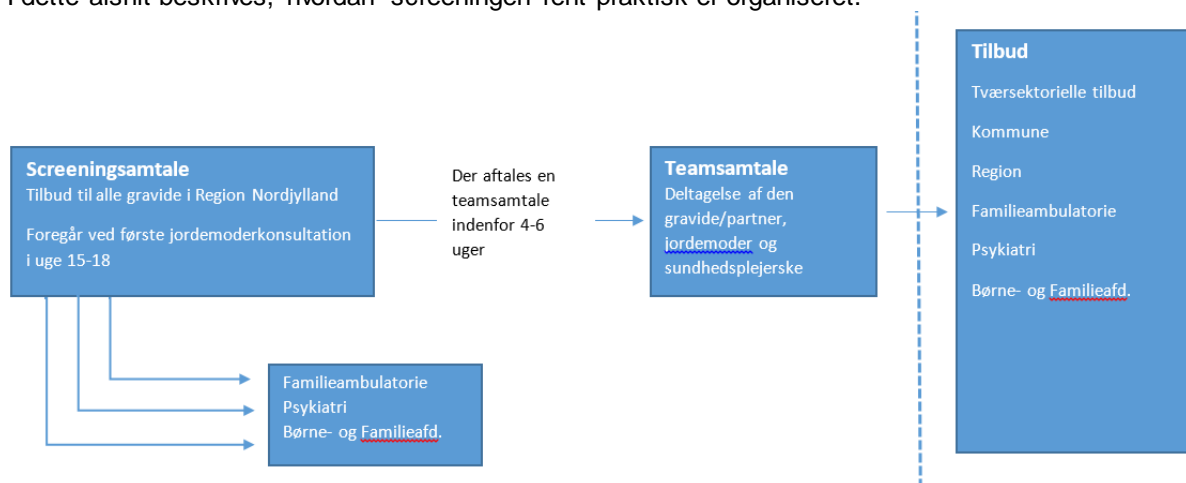 I dette afsnit beskrives, hvordan screeningen rent praktisk er organiseret.
Screeningsamtale
Tilbud til alle gravide i Region Nordjylland
Foregår ved første jordemoderkonsultation
i uge 15-18
Der aftales en
teamsamtale
indenfor 4-6
uger
Teamsamtale
Deltagelse af den
gravide/partner,
jordemoder og
sundhedsplejerske
Tilbud
Tværsektorielle tilbud
Kommune
Region
Familieambulatorie
Psykiatri
Børne- og Familieafd.
Familieambulatorie
Psykiatri
Børne- og Familieafd.